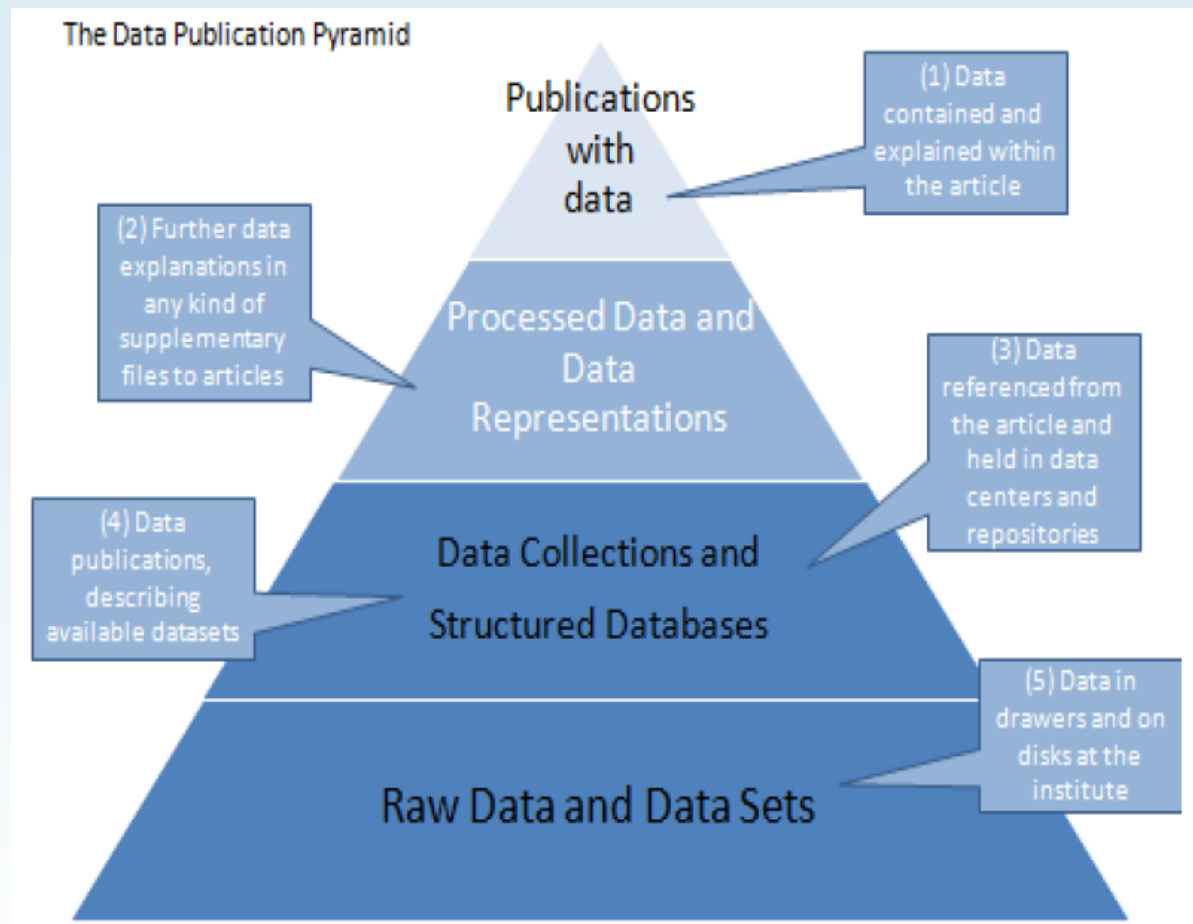 The Data Publication Pyramid
Publications
with
data
(1) Data
contained and
explained within
the article
(2) Further data
explanations in
any kind of
supplementary
files to articles
Processed Data and
Data
Representations
(3) Data
referenced from
the article and
held in data
centers and
repositories
(4) Data
publications,
describing
available datasets
Data Collections and
Structured Databases
(5) Data in
drawers and on
disks at the
institute
Raw Data and Data Sets